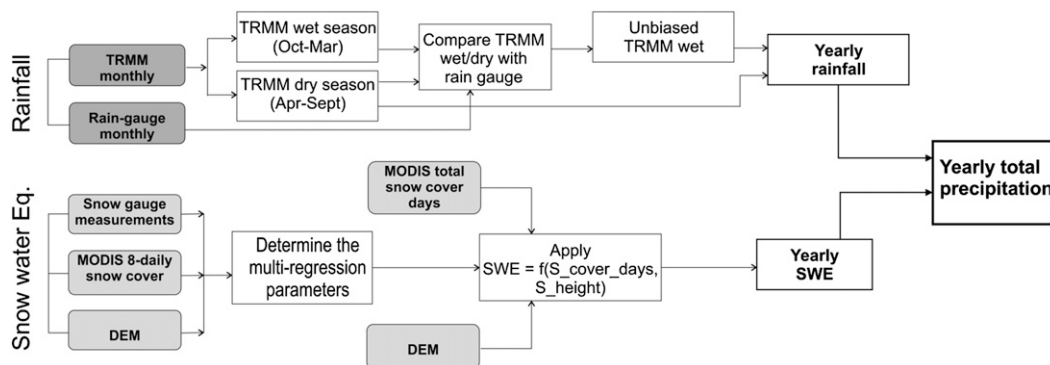 Rainfall
TRMM
monthly
Rain-gauge
monthly
TRMM wet season
(Oct-Mar)
TRMM dry season
(Apr-Sept)
Compare TRMM
wet/dry with
rain gauge
Unbiased
TRMM wet
Yearly
rainfall
Yearly total
precipitation
Snow water Eq.
Snow gauge
measurements
MODIS 8-daily
snow cover
DEM
Determine the
multi-regression
parameters
MODIS total
snow cover
days
Apply
SWE = f(S_cover_days,
S_height)
DEM
Yearly
SWE